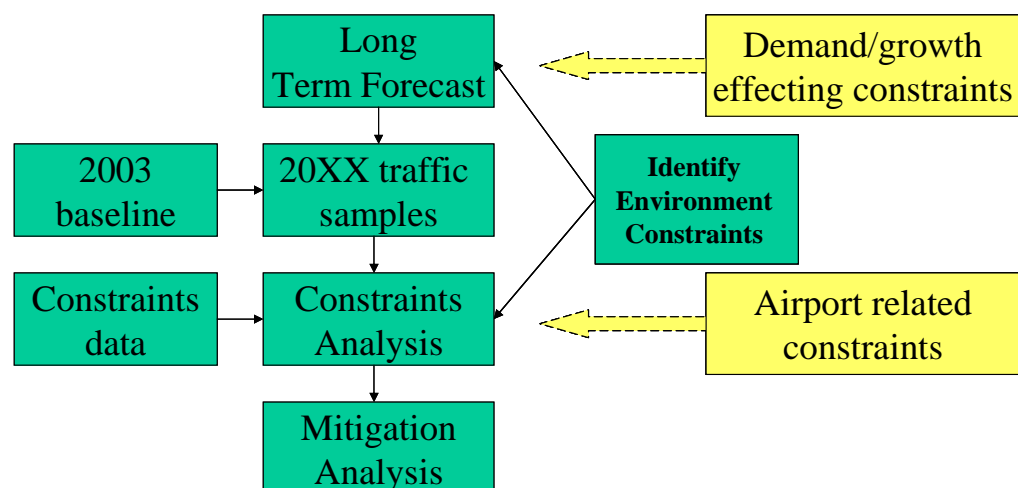 Long
Term Forecast
Demand/growth
effecting constraints
2003
baseline
20XX traffic
samples
Identify
Environment
Constraints
Constraints
data
Constraints
Analysis
Airport related
constraints
Mitigation
Analysis